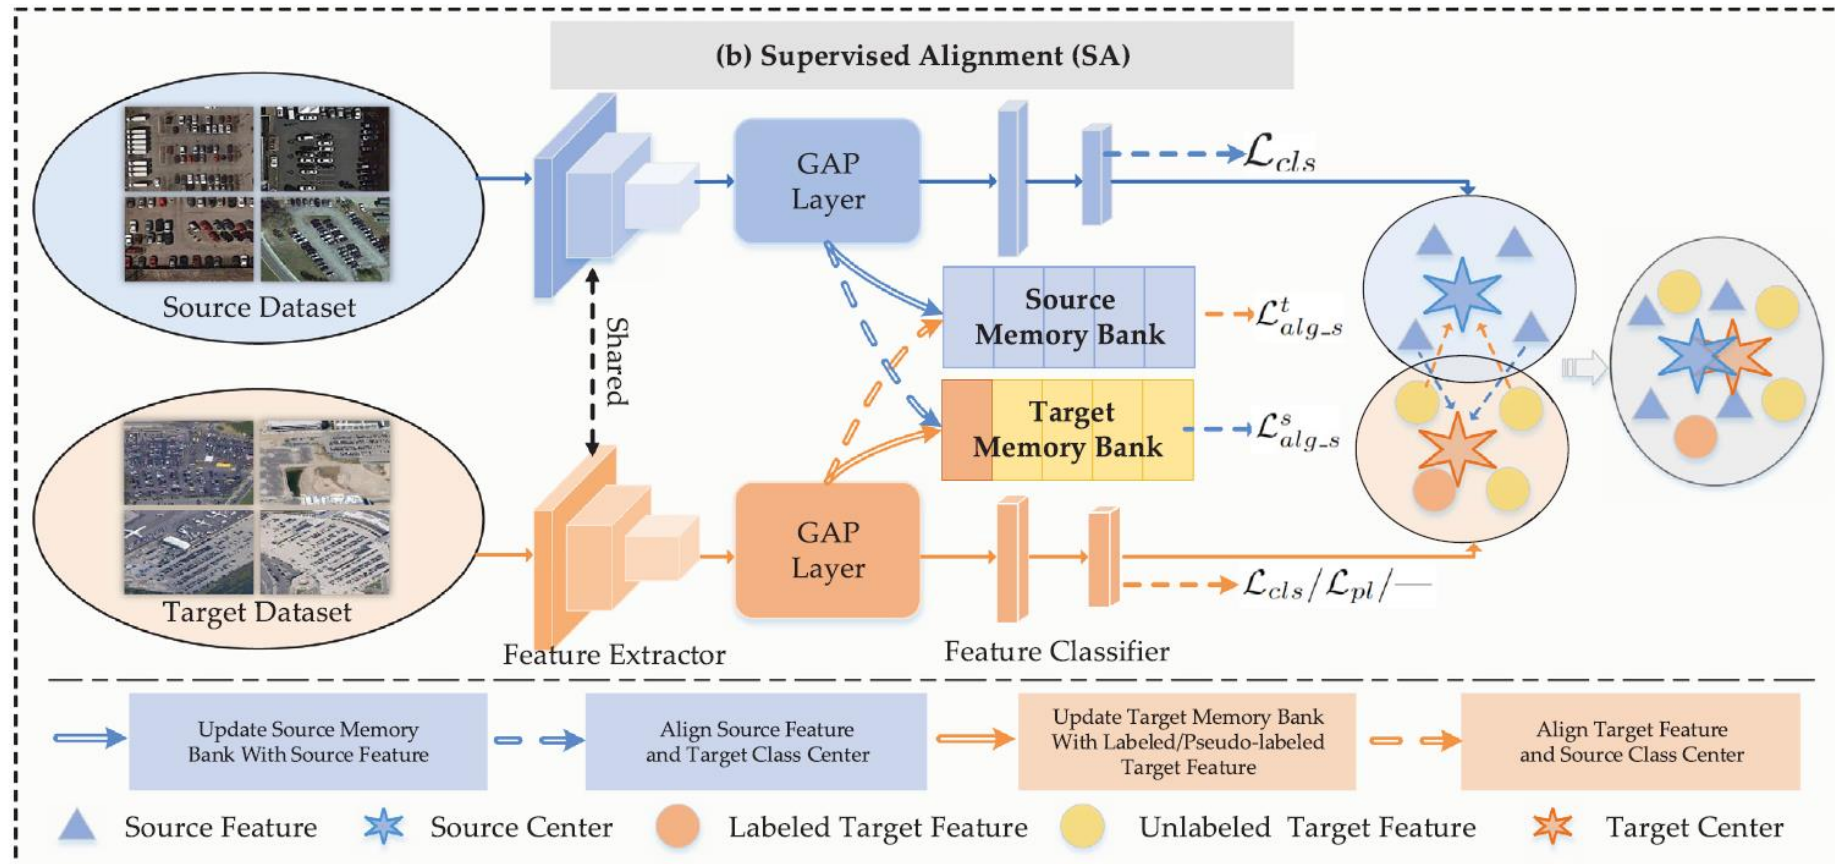 (b) Supervised Alignment (SA)
Source Dataset
GAP
Layer
ℒcls
Shared
Source
Memory Bank
ℒᵗalg_s
Target
Memory Bank
ℒˢalg_s
Target Dataset
GAP
Layer
ℒcls/ℒpl/—
Feature Extractor
Feature Classifier
Update Source Memory
Bank With Source Feature
Align Source Feature
and Target Class Center
Update Target Memory Bank
With Labeled/Pseudo-labeled
Target Feature
Align Target Feature
and Source Class Center
Source Feature
Source Center
Labeled Target Feature
Unlabeled Target Feature
Target Center